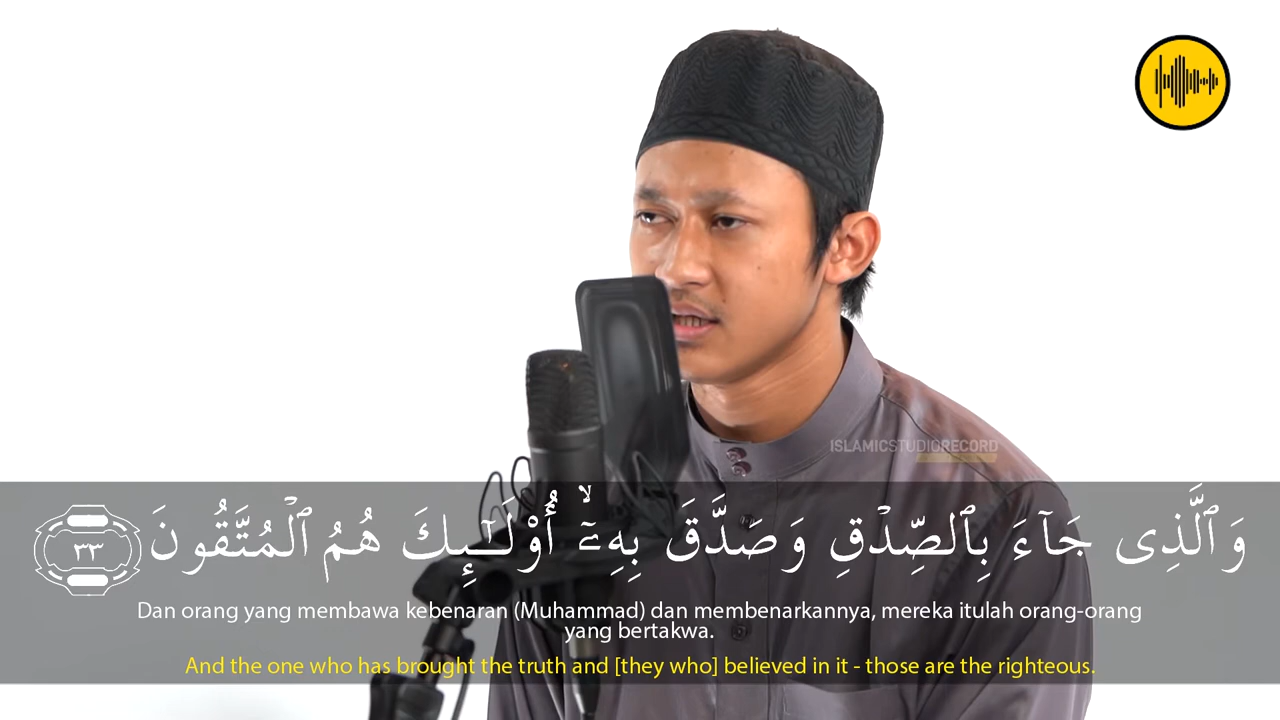 ISLAMICSTUDIORECORD
وَٱلَّذِى جَآءَ بِٱلصِّدْقِ وَصَدَّقَ بِهِۦٓ ۙ أُو۟لَـٰٓئِكَ هُمُ ٱلْمُتَّقُونَ ٣٣
Dan orang yang membawa kebenaran (Muhammad) dan membenarkannya, mereka itulah orang-orang
yang bertakwa.
And the one who has brought the truth and [they who] believed in it - those are the righteous.